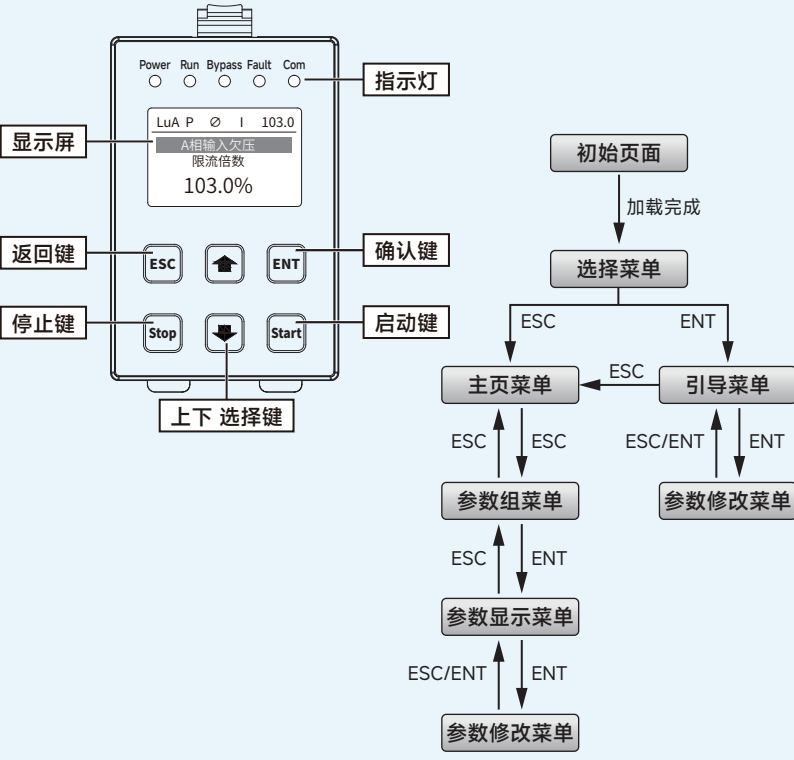 Power Run Bypass Fault Com
指示灯
LuA P ∅ I 103.0
A相输入欠压
限流倍数
103.0%
显示屏
返回键
ESC
ENT
确认键
停止键
Stop
Start
启动键
上下 选择键
初始页面
加载完成
选择菜单
ESC
ENT
主页菜单
ESC
引导菜单
ESC
ESC
ESC/ENT
ENT
参数组菜单
参数修改菜单
ESC
ENT
参数显示菜单
ESC/ENT
ENT
参数修改菜单